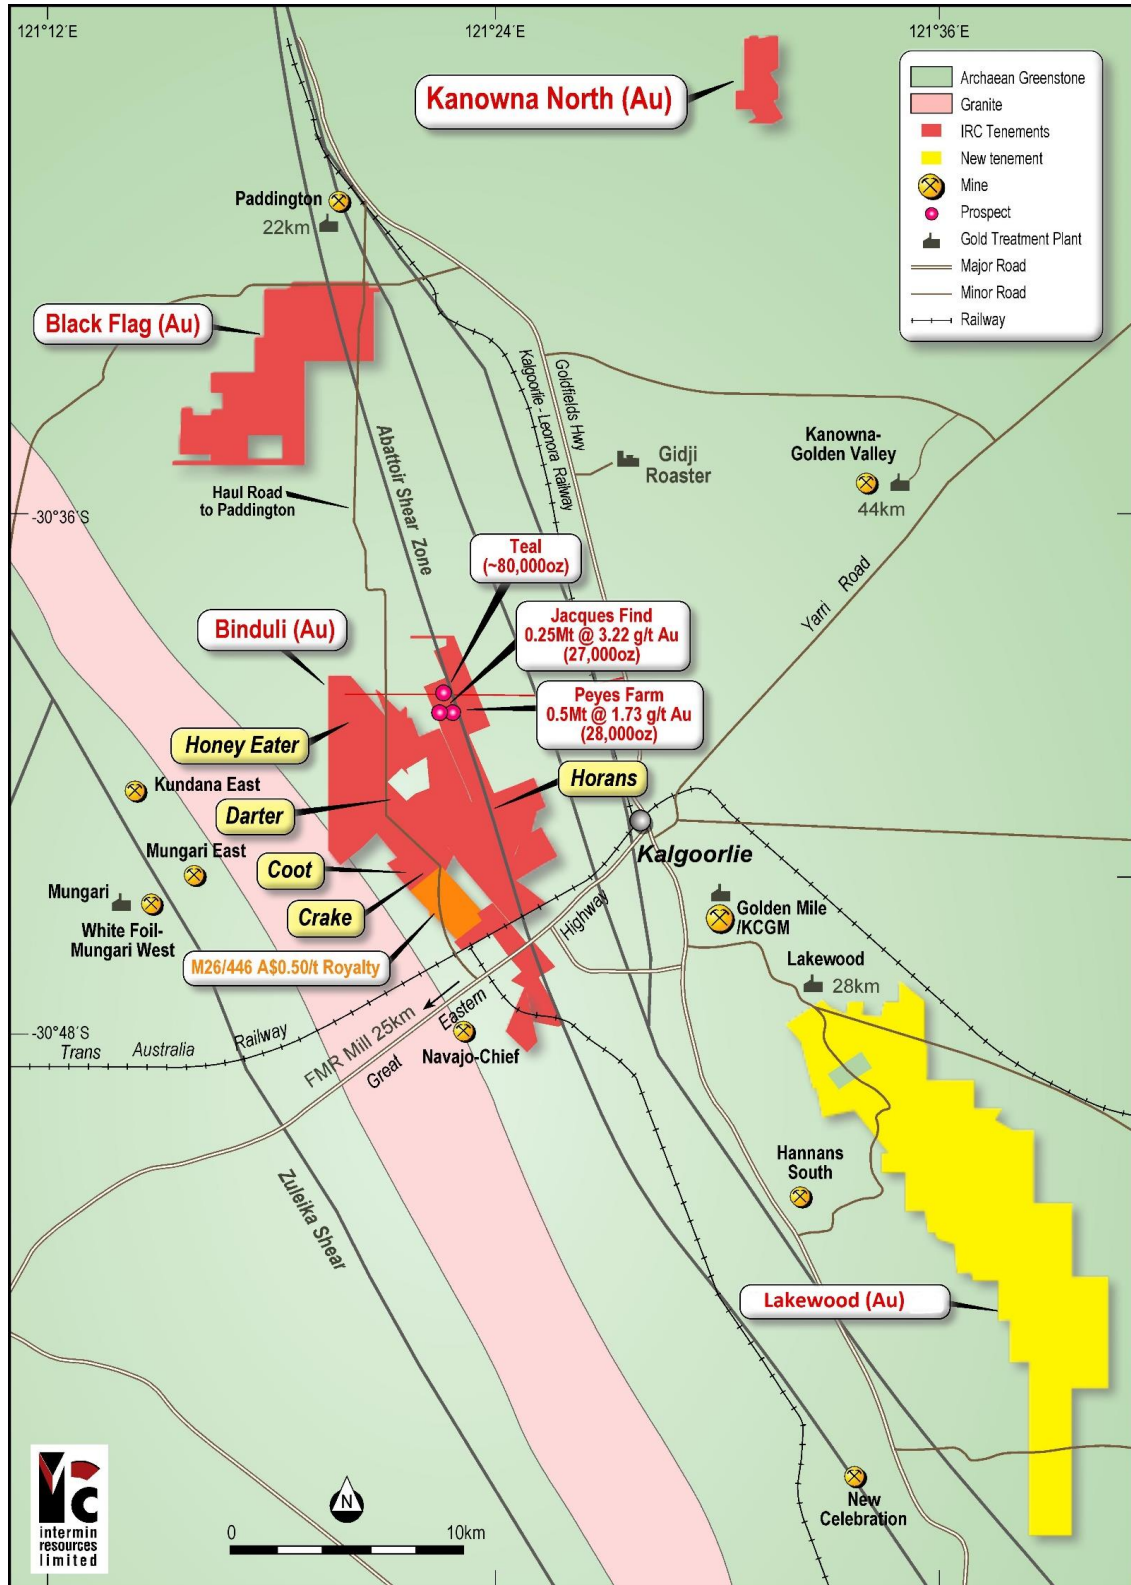 121°12´E
121°24´E
121°36´E
Kanowna North (Au)
Archaean Greenstone
Granite
IRC Tenements
New tenement
Mine
Prospect
Gold Treatment Plant
Major Road
Minor Road
Railway
Paddington
22km
Black Flag (Au)
Abattoir Shear Zone
Kalgoorlie - Leonora Railway
Goldfields Hwy
Gidji
Roaster
Kanowna-
Golden Valley
44km
Haul Road
to Paddington
-30°36´S
Teal
(~80,000oz)
Jacques Find
0.25Mt @ 3.22 g/t Au
(27,000oz)
Peyes Farm
0.5Mt @ 1.73 g/t Au
(28,000oz)
Yarri Road
Binduli (Au)
Honey Eater
Horans
Kundana East
Darter
Kalgoorlie
Mungari East
Coot
Mungari
Crake
White Foil-
Mungari West
Highway
Golden Mile
/KCGM
M26/446 A$0.50/t Royalty
Lakewood
28km
-30°48´S
Trans Australia Railway
FMR Mill 25km
Great Eastern
Navajo-Chief
Hannans
South
Zuleika Shear
Lakewood (Au)
New
Celebration
N
0 10km
intermin
resources
limited